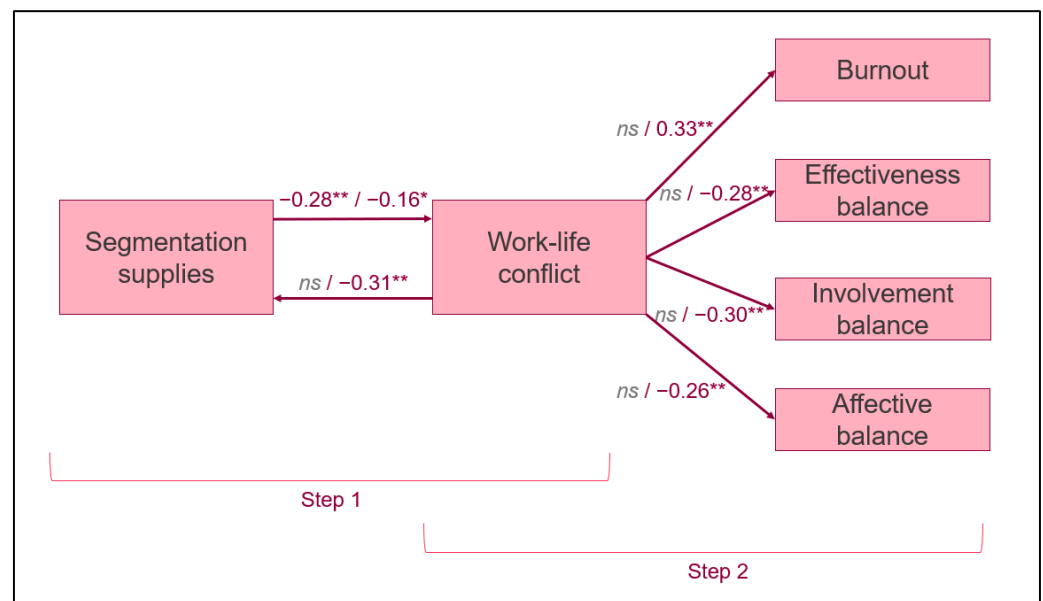 Burnout
ns / 0.33**
Effectiveness
balance
ns / −0.28**
−0.28** / −0.16*
Segmentation
supplies
Work-life
conflict
ns / −0.31**
Involvement
balance
ns / −0.30**
ns / −0.26**
Affective
balance
Step 1
Step 2